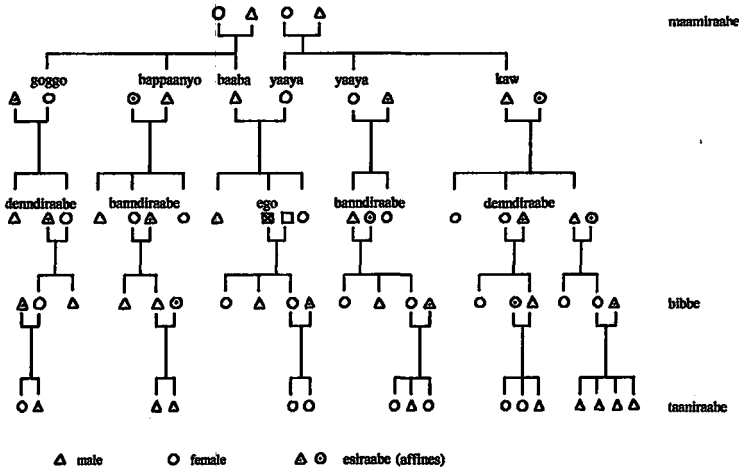 maamiraabe
goggo bappaanyo baaba yaaya yaaya kaw
denndiraabe banndiraabe ego banndiraabe denndiraabe
bibbe
taaniraabe
male female esiraabe (affines)